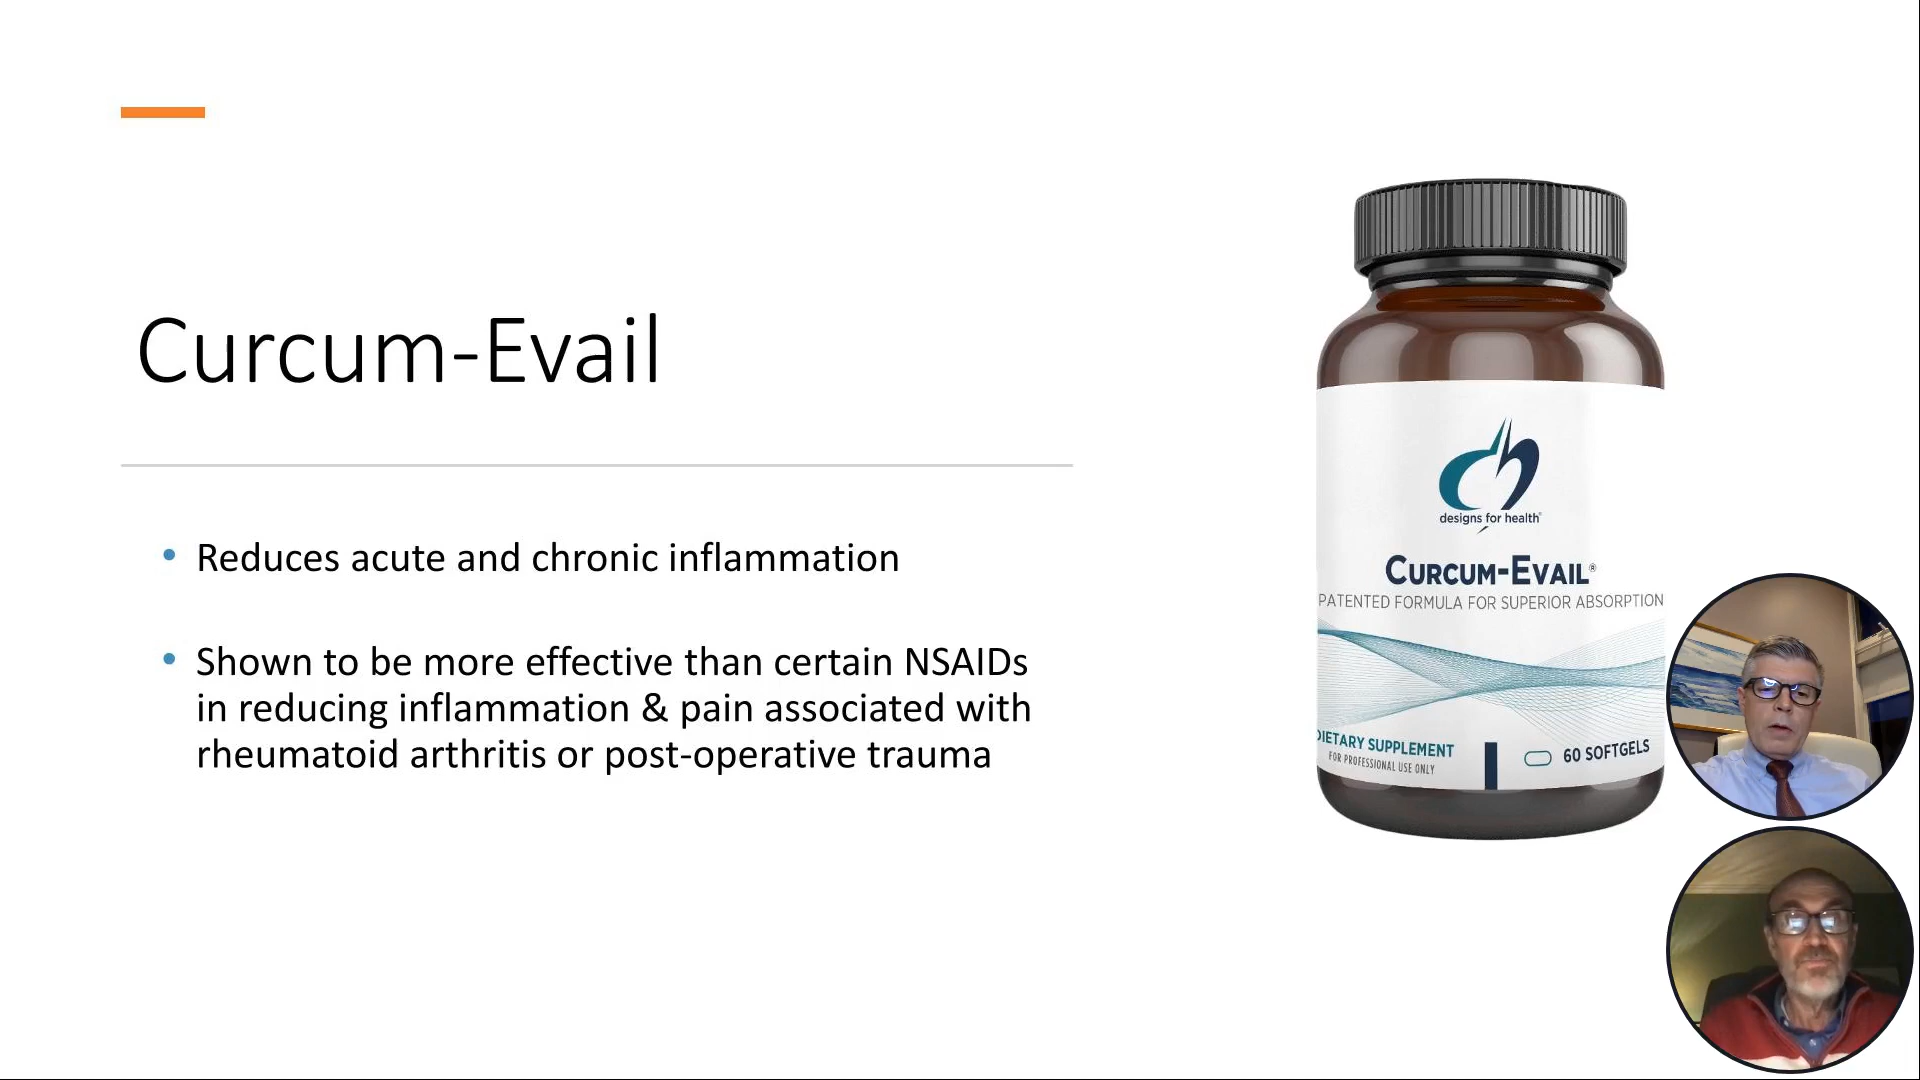 Curcum-Evail
• Reduces acute and chronic inflammation
• Shown to be more effective than certain NSAIDs
in reducing inflammation & pain associated with
rheumatoid arthritis or post-operative trauma
designs for health®
CURCUM-EVAIL®
PATENTED FORMULA FOR SUPERIOR ABSORPTION
DIETARY SUPPLEMENT
FOR PROFESSIONAL USE ONLY
60 SOFTGELS